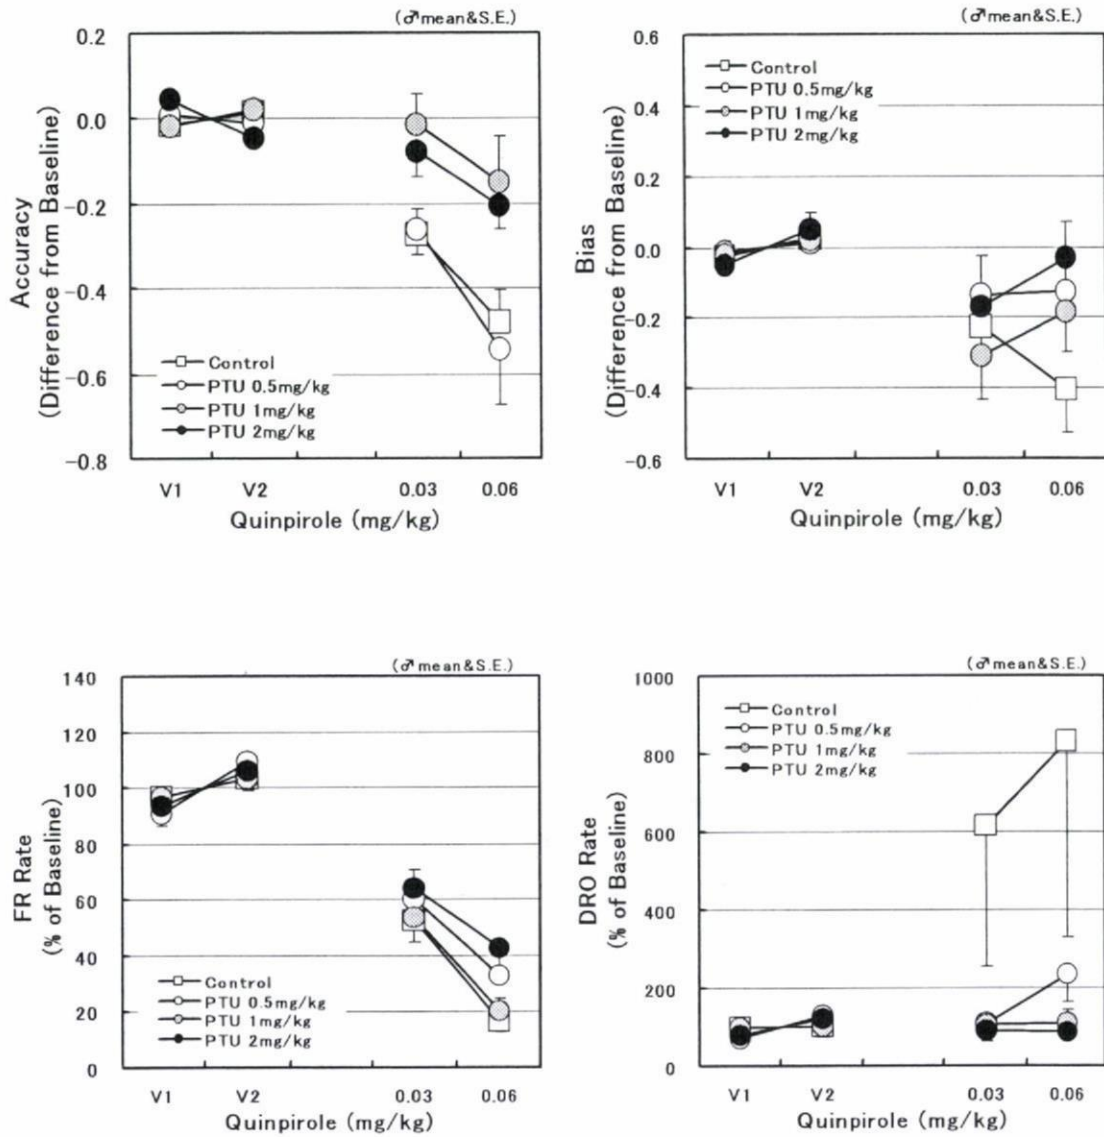 (♂mean&S.E.)
0.2
0.0
-0.2
-0.4
-0.6
-0.8
Accuracy
(Difference from Baseline)
Control
PTU 0.5mg/kg
PTU 1mg/kg
PTU 2mg/kg
V1 V2 0.03 0.06
Quinpirole (mg/kg)
(♂mean&S.E.)
0.6
0.4
0.2
0.0
-0.2
-0.4
-0.6
Bias
(Difference from Baseline)
Control
PTU 0.5mg/kg
PTU 1mg/kg
PTU 2mg/kg
V1 V2 0.03 0.06
Quinpirole (mg/kg)
(♂mean&S.E.)
140
120
100
80
60
40
20
0
FR Rate
(% of Baseline)
Control
PTU 0.5mg/kg
PTU 1mg/kg
PTU 2mg/kg
V1 V2 0.03 0.06
Quinpirole (mg/kg)
(♂mean&S.E.)
1000
800
600
400
200
0
DRO Rate
(% of Baseline)
Control
PTU 0.5mg/kg
PTU 1mg/kg
PTU 2mg/kg
V1 V2 0.03 0.06
Quinpirole (mg/kg)